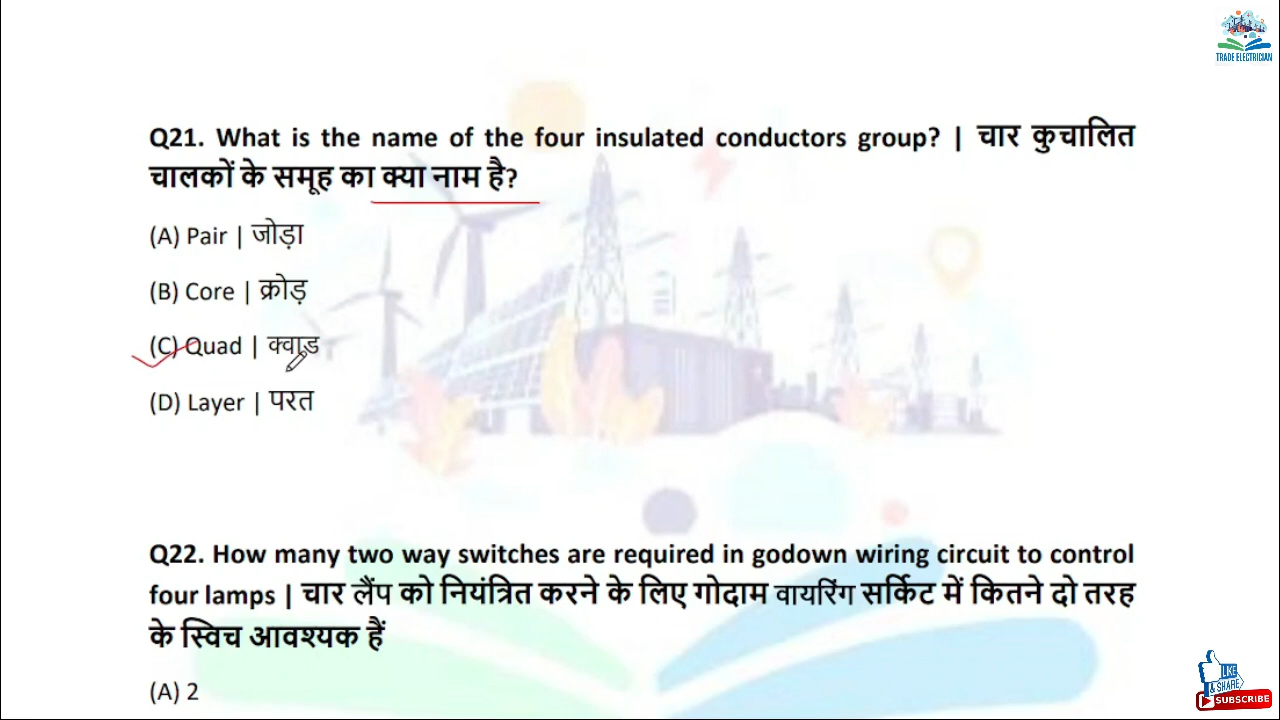 TRADE ELECTRICIAN
Q21. What is the name of the four insulated conductors group? | चार कुचालित
चालकों के समूह का क्या नाम है?
(A) Pair | जोड़ा
(B) Core | क्रोड़
(C) Quad | क्वाड
(D) Layer | परत
Q22. How many two way switches are required in godown wiring circuit to control
four lamps | चार लैंप को नियंत्रित करने के लिए गोदाम वायरिंग सर्किट में कितने दो तरह
के स्विच आवश्यक हैं
(A) 2
LIKE
& SHARE
SUBSCRIBE